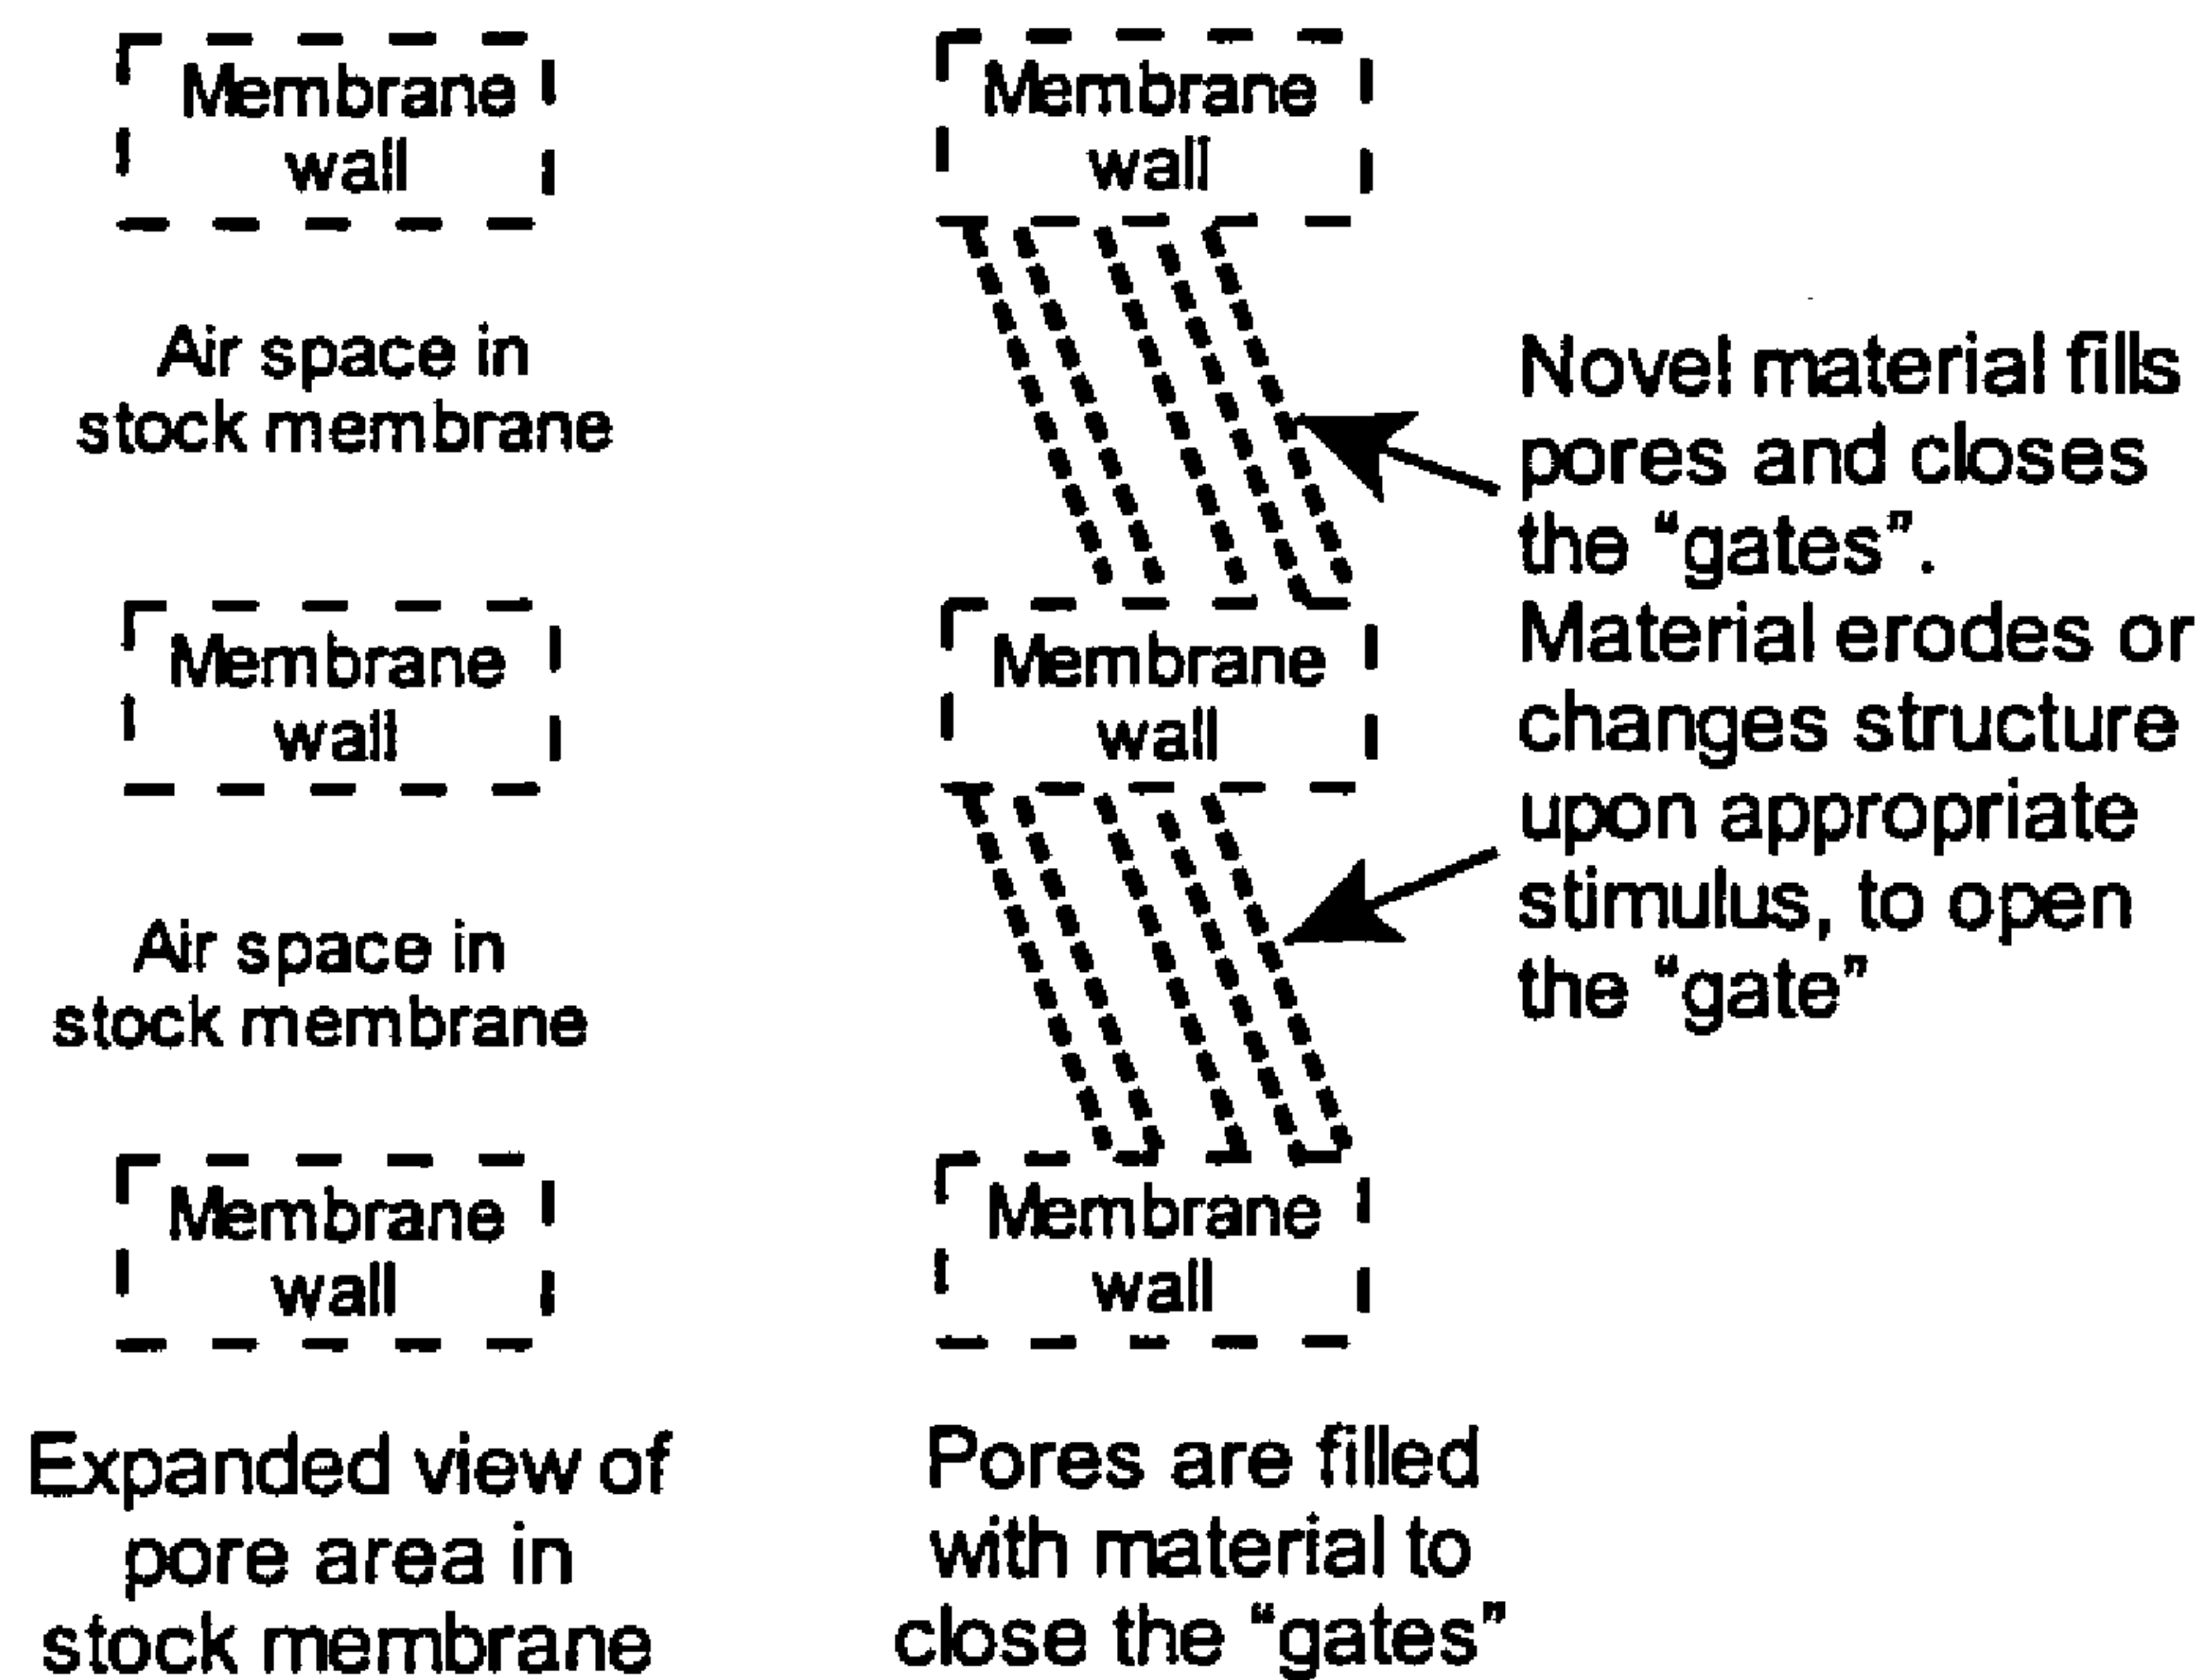 Membrane
wall
Air space in
stock membrane
Membrane
wall
Air space in
stock membrane
Membrane
wall
Expanded view of
pore area in
stock membrane
Membrane
wall
Membrane
wall
Membrane
wall
Pores are filled
with material to
close the “gates”
Novel material fills
pores and closes
the “gates”.
Material erodes or
changes structure
upon appropriate
stimulus, to open
the “gate”